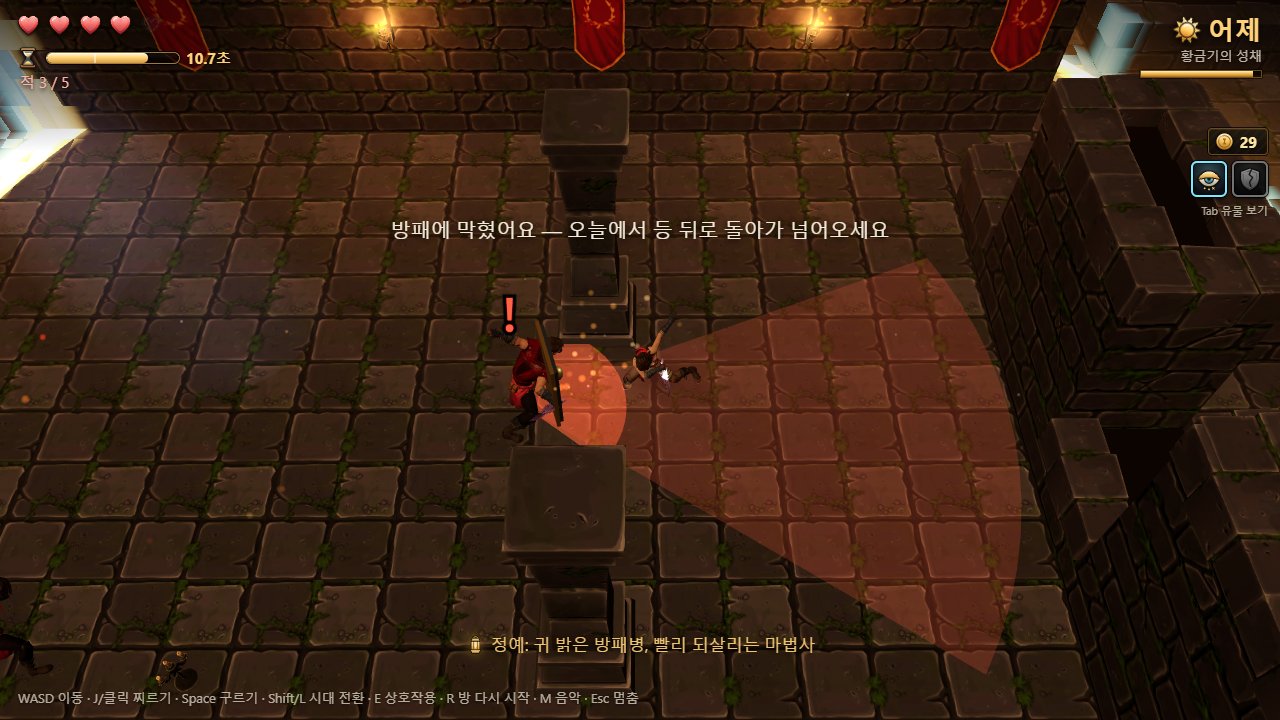 어제
황금기의 성채
10.7초
적 3 / 5
29
Tab 유물 보기
방패에 막혔어요 — 오늘에서 등 뒤로 돌아가 넘어오세요
!
정예: 귀 밝은 방패병, 빨리 되살리는 마법사
WASD 이동 · J/클릭 찌르기 · Space 구르기 · Shift/L 시대 전환 · E 상호작용 · R 방 다시 시작 · M 음악 · Esc 멈춤